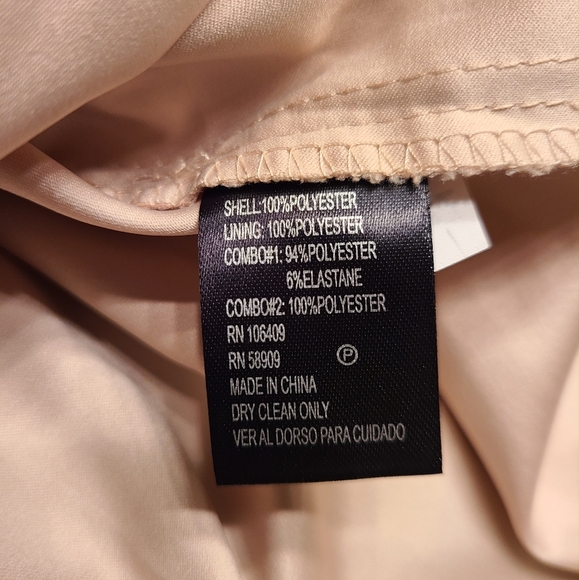 SHELL:100%POLYESTER
LINING: 100%POLYESTER
COMBO#1: 94%POLYESTER
6%ELASTANE
COMBO#2: 100%POLYESTER
RN 106409
RN 58909 Ⓟ
MADE IN CHINA
DRY CLEAN ONLY
VER AL DORSO PARA CUIDADO